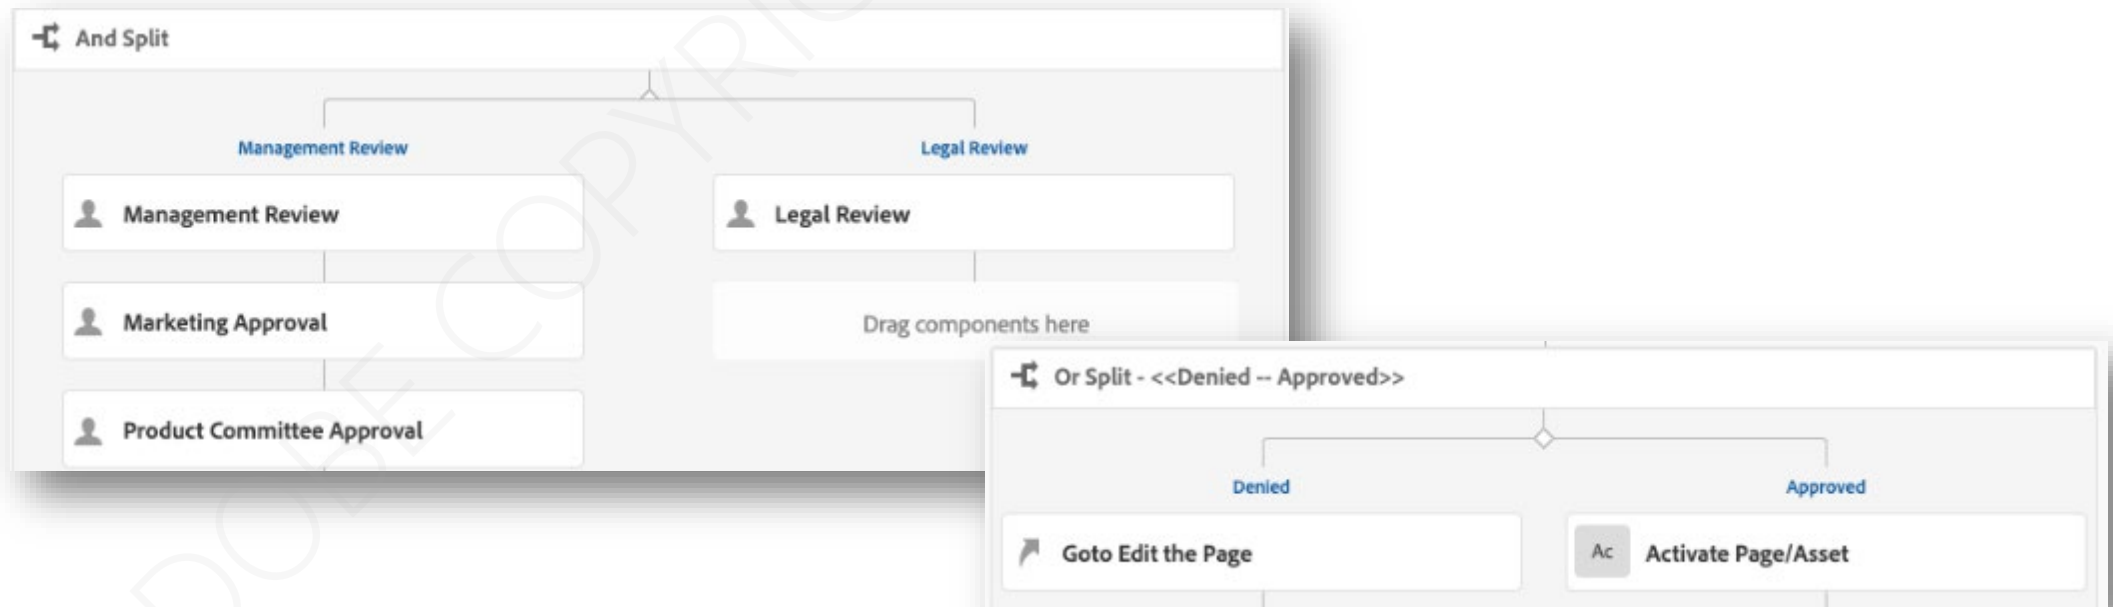 And Split
Management Review
Legal Review
Management Review
Legal Review
Marketing Approval
Drag components here
Product Committee Approval
Or Split - <<Denied -- Approved>>
Denied
Approved
Goto Edit the Page
Ac
Activate Page/Asset